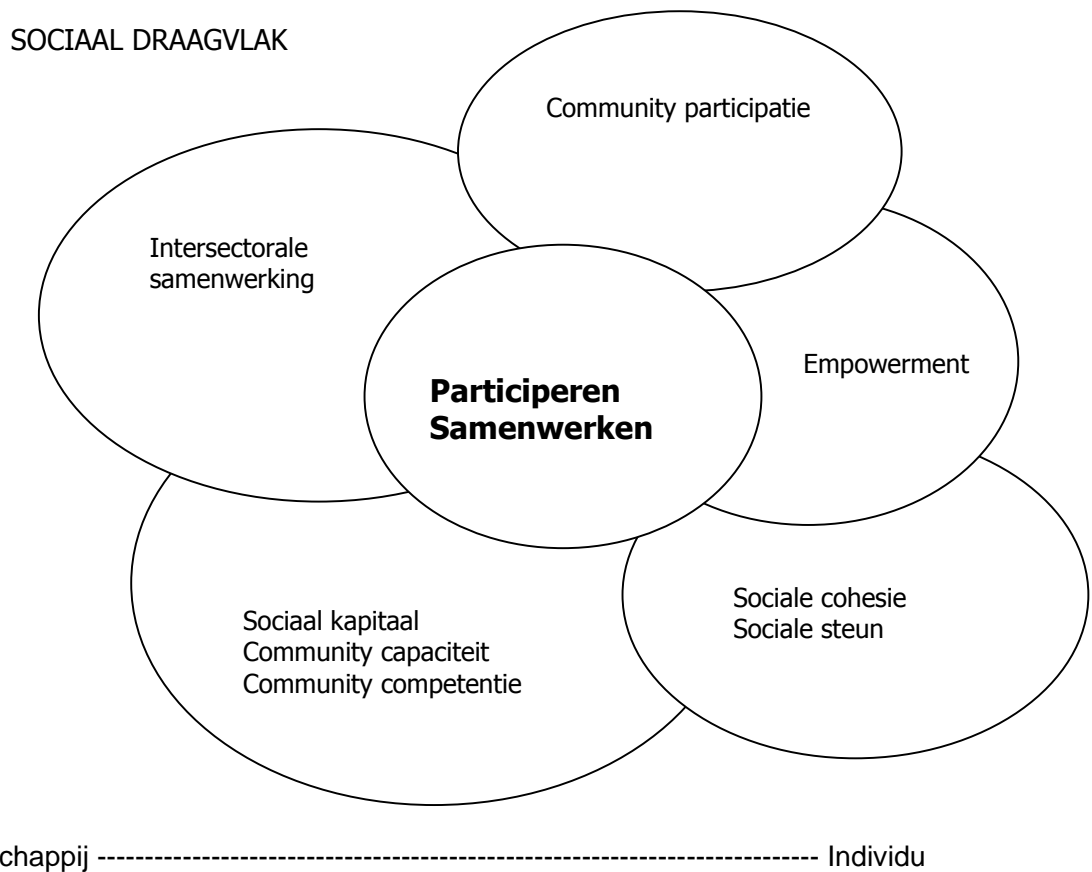 SOCIAAL DRAAGVLAK
Community participatie
Intersectorale
samenwerking
Empowerment
Participeren
Samenwerken
Sociale cohesie
Sociale steun
Sociaal kapitaal
Community capaciteit
Community competentie
chappij ----------------------------------------------------------------------------- Individu